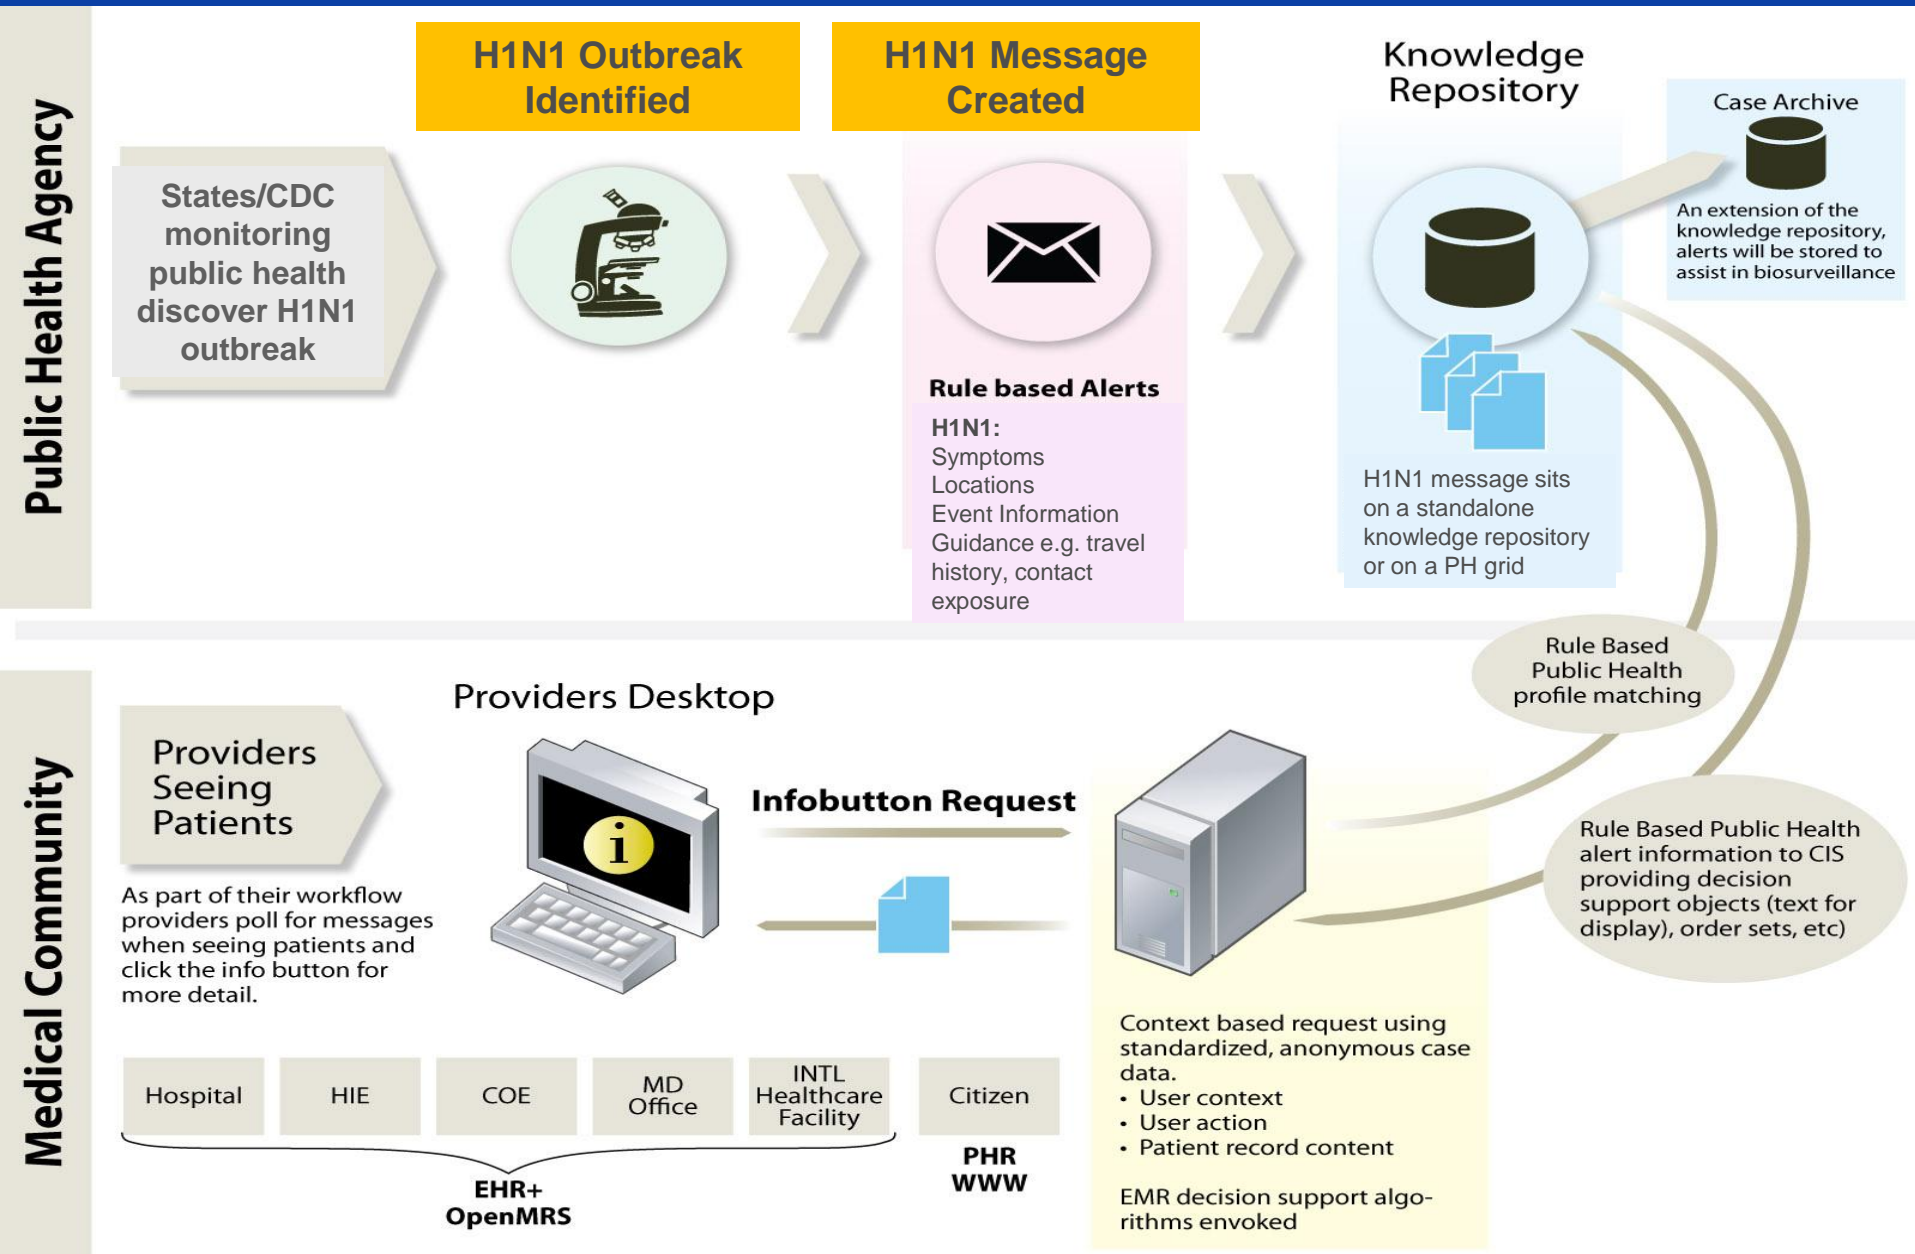 Public Health Agency
H1N1 Outbreak
Identified
H1N1 Message
Created
Knowledge
Repository
Case Archive
An extension of the
knowledge repository,
alerts will be stored to
assist in biosurveillance
States/CDC
monitoring
public health
discover H1N1
outbreak
Rule based Alerts
H1N1:
Symptoms
Locations
Event Information
Guidance e.g. travel
history, contact
exposure
H1N1 message sits
on a standalone
knowledge repository
or on a PH grid
Rule Based
Public Health
profile matching
Medical Community
Providers
Seeing
Patients
As part of their workflow
providers poll for messages
when seeing patients and
click the info button for
more detail.
Providers Desktop
i
Infobutton Request
Rule Based Public Health
alert information to CIS
providing decision
support objects (text for
display), order sets, etc)
Context based request using
standardized, anonymous case
data.
• User context
• User action
• Patient record content
EMR decision support algo-
rithms envoked
Hospital
HIE
COE
MD
Office
INTL
Healthcare
Facility
Citizen
EHR+
OpenMRS
PHR
WWW